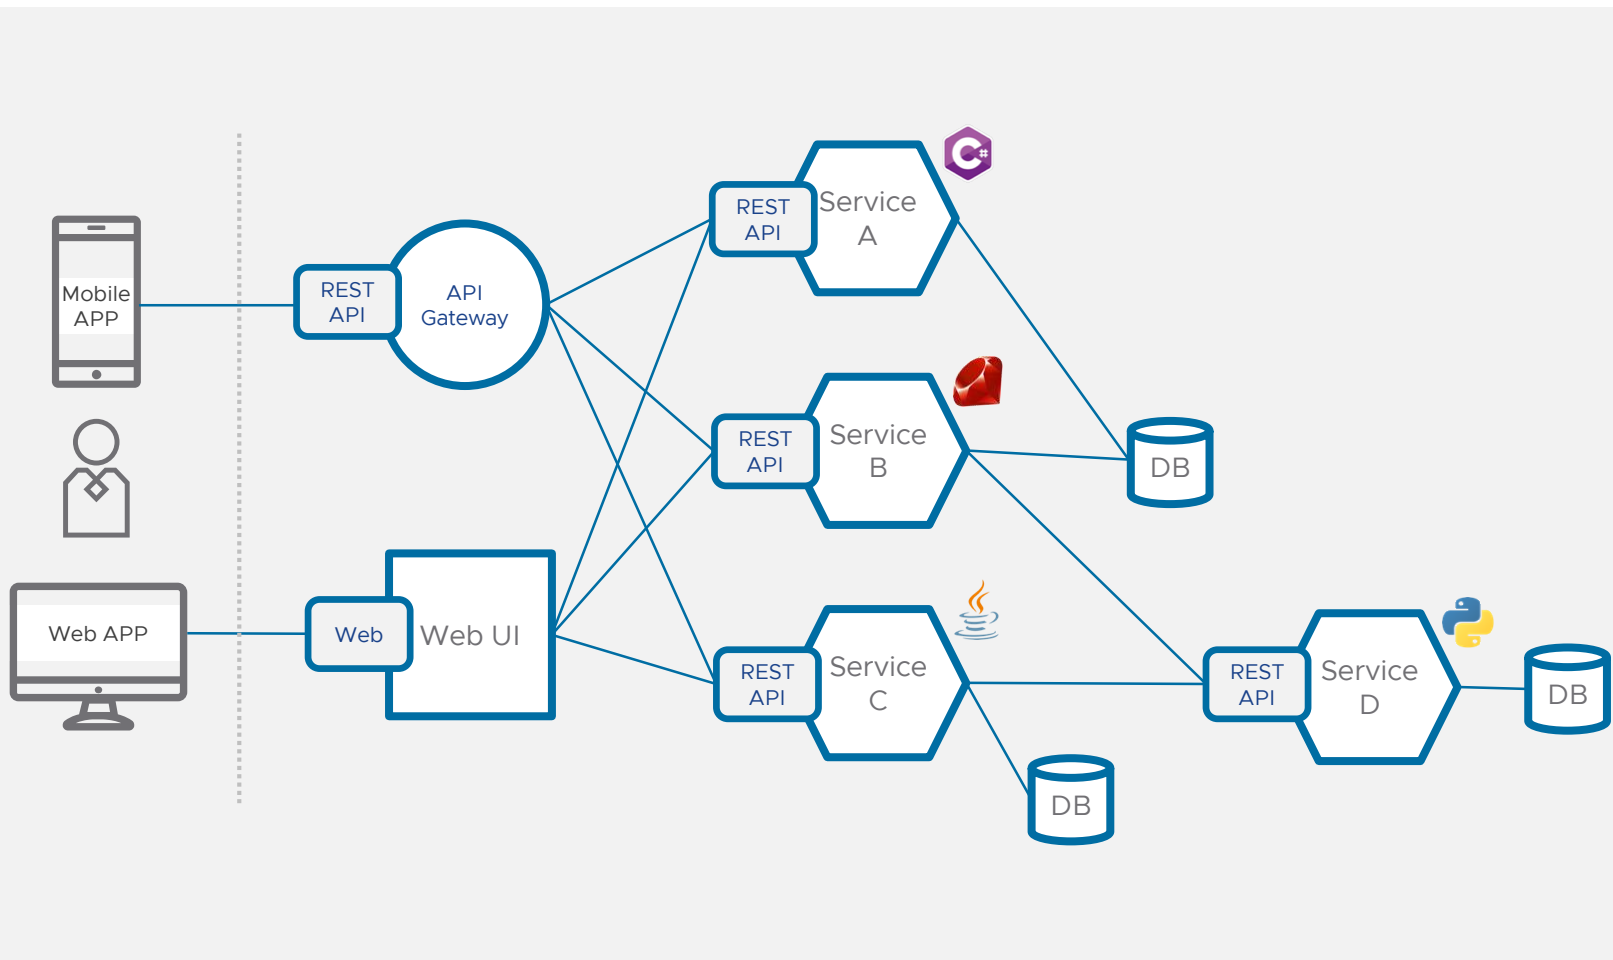 Mobile
APP
REST
API
API
Gateway
REST
API
Service
A
C#
REST
API
Service
B
DB
Web APP
Web
Web UI
REST
API
Service
C
DB
REST
API
Service
D
DB